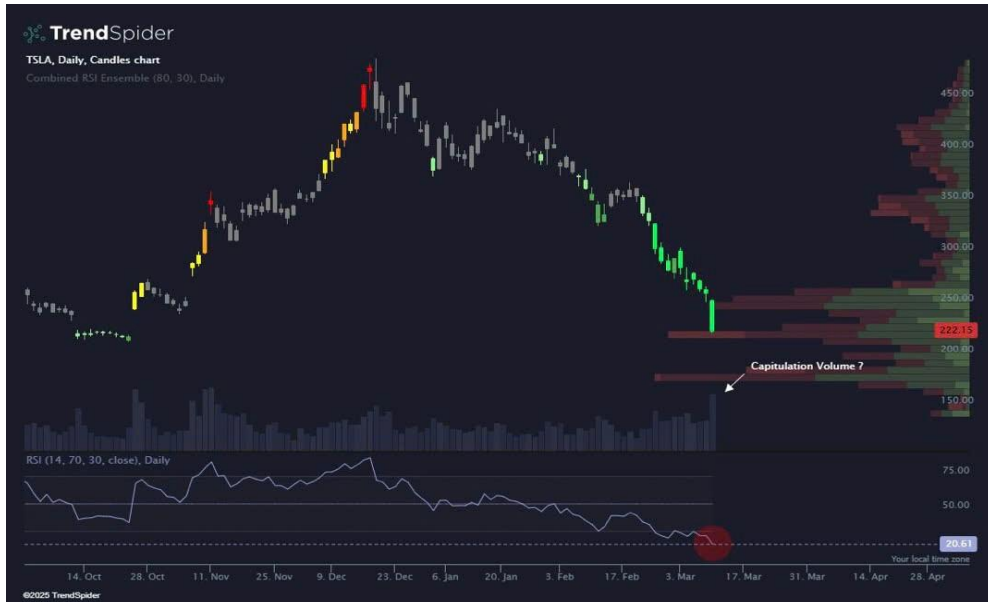 TrendSpider
TSLA, Daily, Candles chart
Combined RSI Ensemble (80, 30), Daily
450.00
400.00
350.00
300.00
250.00
222.15
200.00
Capitulation Volume ?
150.00
RSI (14, 70, 30, close), Daily
75.00
50.00
20.61
Your local time zone
14. Oct 28. Oct 11. Nov 25. Nov 9. Dec 23. Dec 6. Jan 20. Jan 3. Feb 17. Feb 3. Mar 17. Mar 31. Mar 14. Apr 28. Apr
©2025 TrendSpider